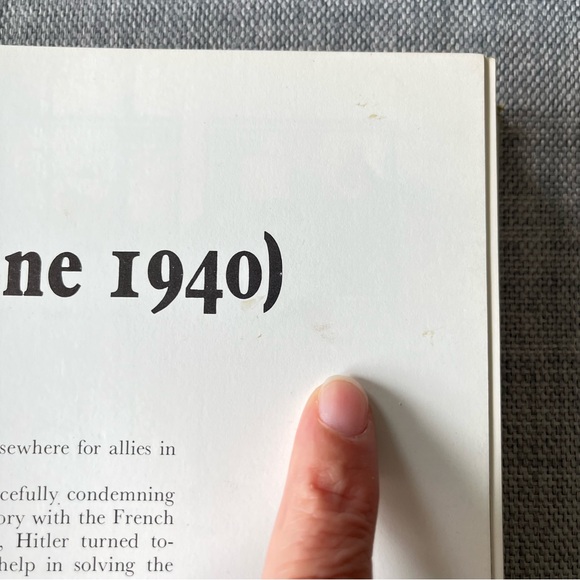 ne 1940)
sewhere for allies in
cefully condemning
ory with the French
, Hitler turned to-
help in solving the